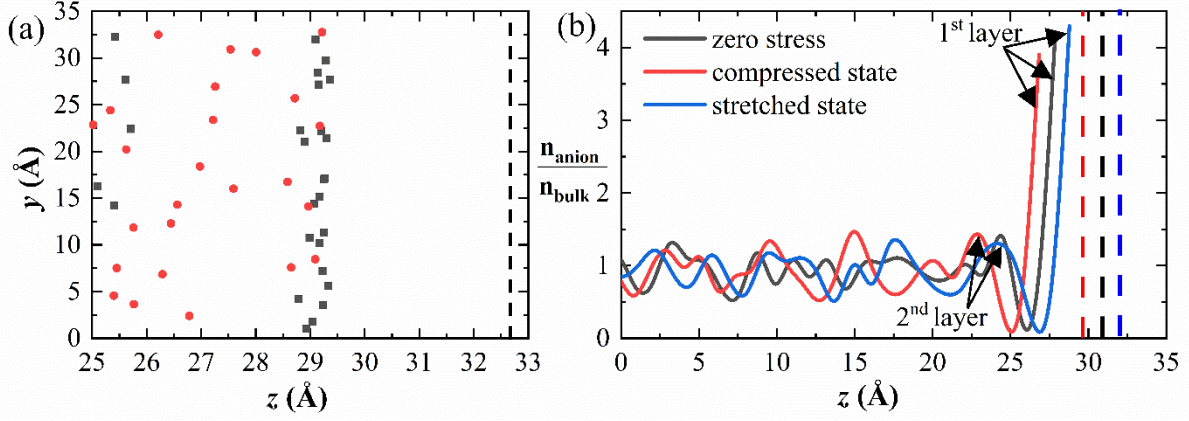 (a)
35
30
25
20
15
10
5
0
y (Å)
25 26 27 28 29 30 31 32 33
z (Å)
(b)
zero stress
compressed state
stretched state
1st layer
2nd layer
4
3
2
1
0
nanion
nbulk
0 5 10 15 20 25 30 35
z (Å)